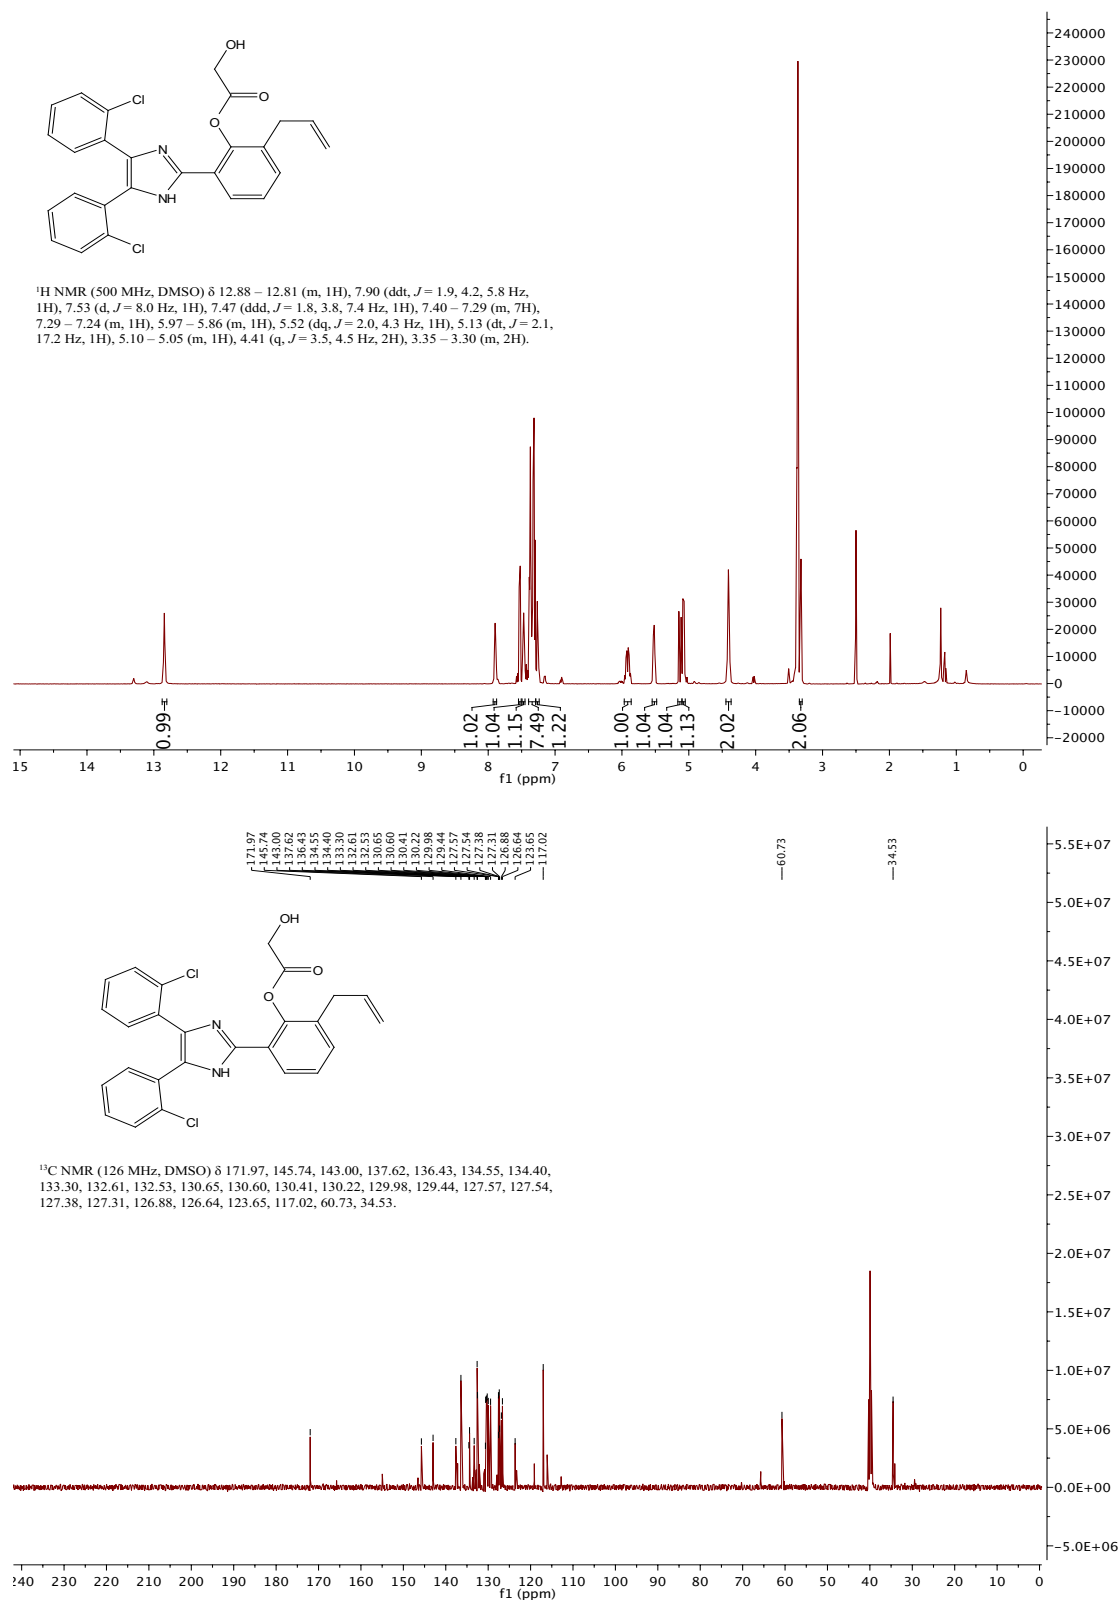 OH
Cl
O
O
N
NH
Cl
¹H NMR (500 MHz, DMSO) δ 12.88 – 12.81 (m, 1H), 7.90 (ddt, J = 1.9, 4.2, 5.8 Hz,
1H), 7.53 (d, J = 8.0 Hz, 1H), 7.47 (ddd, J = 1.8, 3.8, 7.4 Hz, 1H), 7.40 – 7.29 (m, 7H),
7.29 – 7.24 (m, 1H), 5.97 – 5.86 (m, 1H), 5.52 (dq, J = 2.0, 4.3 Hz, 1H), 5.13 (dt, J = 2.1,
17.2 Hz, 1H), 5.10 – 5.05 (m, 1H), 4.41 (q, J = 3.5, 4.5 Hz, 2H), 3.35 – 3.30 (m, 2H).
240000
230000
220000
210000
200000
190000
180000
170000
160000
150000
140000
130000
120000
110000
100000
90000
80000
70000
60000
50000
40000
30000
20000
10000
0
-10000
-20000
0.99
1.02
1.04
1.15
7.49
1.22
1.00
1.04
1.04
1.13
2.02
2.06
15 14 13 12 11 10 9 8 7 6 5 4 3 2 1 0
f1 (ppm)
171.97
145.74
143.00
137.62
136.43
134.55
134.40
133.30
132.61
132.53
130.65
130.60
130.41
130.22
129.98
129.44
127.57
127.54
127.38
127.31
126.88
126.64
123.65
117.02
60.73
34.53
OH
Cl
O
O
N
NH
Cl
¹³C NMR (126 MHz, DMSO) δ 171.97, 145.74, 143.00, 137.62, 136.43, 134.55, 134.40,
133.30, 132.61, 132.53, 130.65, 130.60, 130.41, 130.22, 129.98, 129.44, 127.57, 127.54,
127.38, 127.31, 126.88, 126.64, 123.65, 117.02, 60.73, 34.53.
5.5E+07
5.0E+07
4.5E+07
4.0E+07
3.5E+07
3.0E+07
2.5E+07
2.0E+07
1.5E+07
1.0E+07
5.0E+06
0.0E+00
-5.0E+06
240 230 220 210 200 190 180 170 160 150 140 130 120 110 100 90 80 70 60 50 40 30 20 10 0
f1 (ppm)